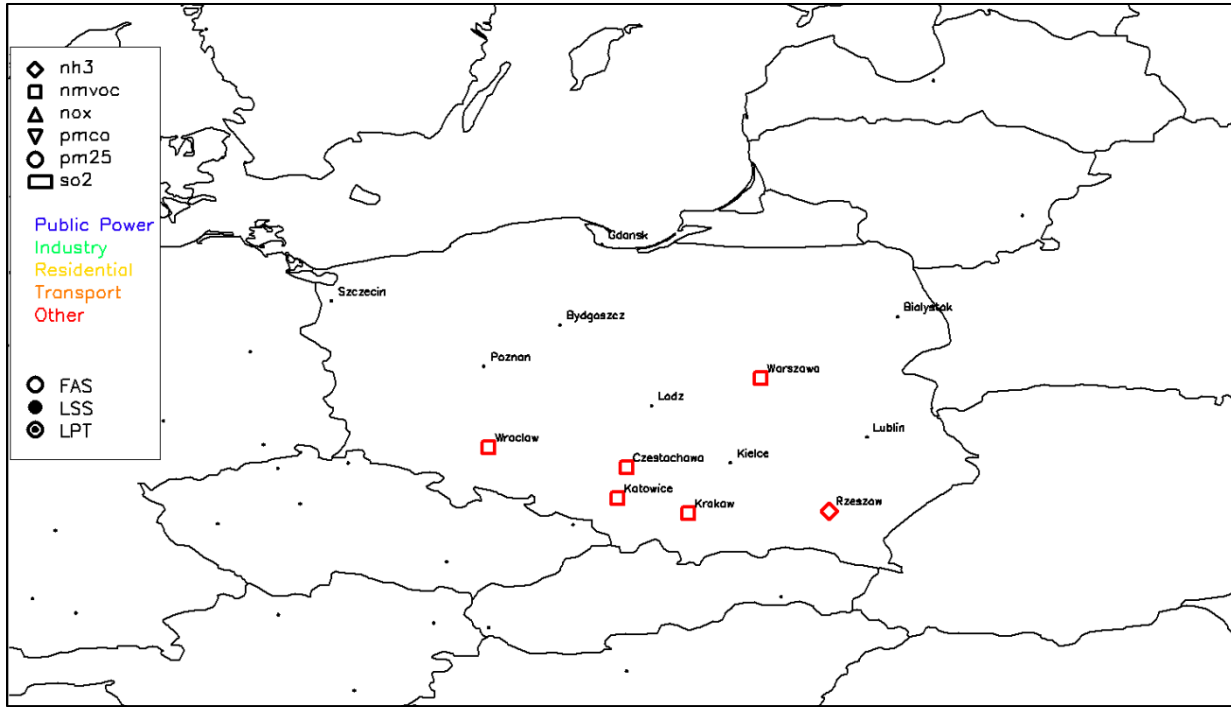 nh3
nmvoc
nox
pmco
pm25
so2
Public Power
Industry
Residential
Transport
Other
FAS
LSS
LPT
Gdansk
Szczecin
Bydgoszcz
Bialystok
Poznan
Warszawa
Lodz
Lublin
Wroclaw
Czestochowa
Kielce
Katowice
Krakow
Rzeszow